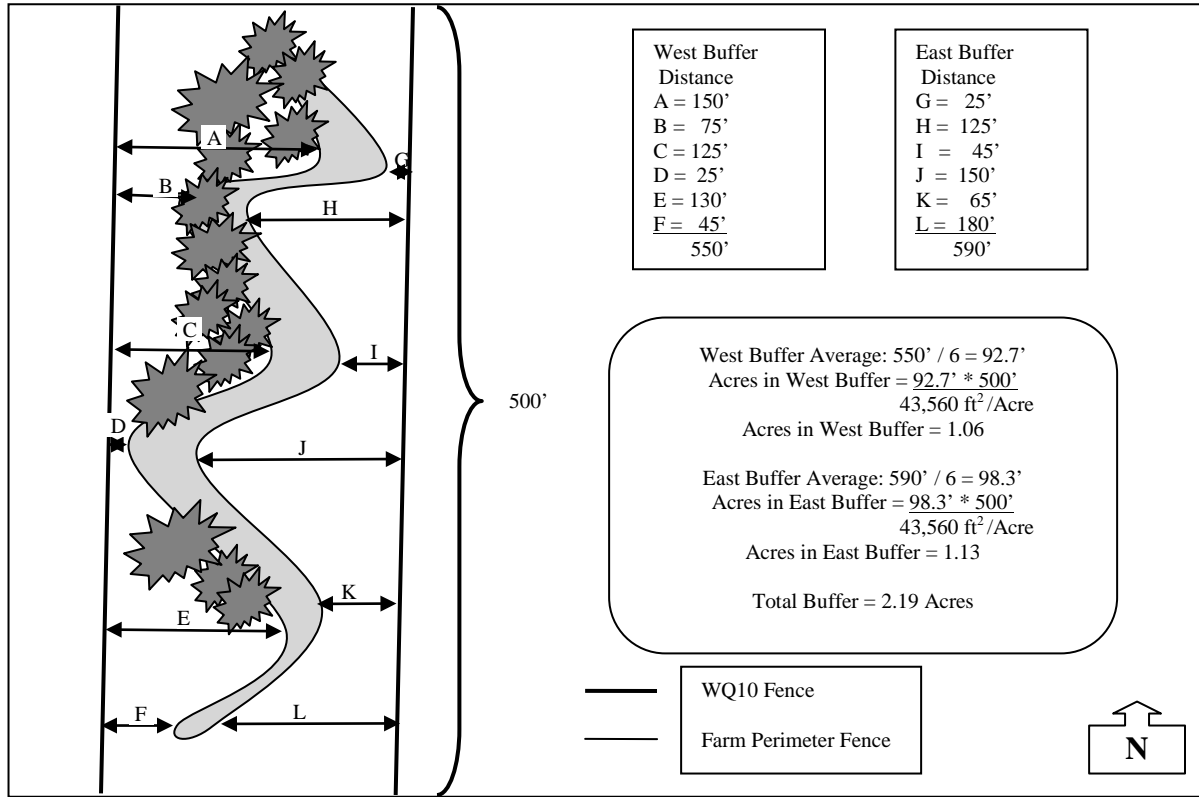 A
B
C
D
E
F
G
H
I
J
K
L
500’
West Buffer
Distance
A = 150’
B = 75’
C = 125’
D = 25’
E = 130’
F = 45’
550’
East Buffer
Distance
G = 25’
H = 125’
I = 45’
J = 150’
K = 65’
L = 180’
590’
West Buffer Average: 550’ / 6 = 92.7’
Acres in West Buffer = 92.7’ * 500’
43,560 ft²/Acre
Acres in West Buffer = 1.06
East Buffer Average: 590’ / 6 = 98.3’
Acres in East Buffer = 98.3’ * 500’
43,560 ft²/Acre
Acres in East Buffer = 1.13
Total Buffer = 2.19 Acres
WQ10 Fence
Farm Perimeter Fence
N